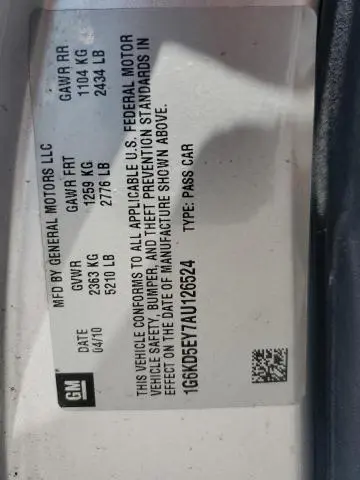 GM
MFD BY GENERAL MOTORS LLC
DATE GVWR GAWR FRT GAWR RR
04/10 2363 KG 1259 KG 1104 KG
5210 LB 2776 LB 2434 LB
THIS VEHICLE CONFORMS TO ALL APPLICABLE U.S. FEDERAL MOTOR
VEHICLE SAFETY, BUMPER, AND THEFT PREVENTION STANDARDS IN
EFFECT ON THE DATE OF MANUFACTURE SHOWN ABOVE.
1G6KD5EY7AU126524 TYPE: PASS CAR